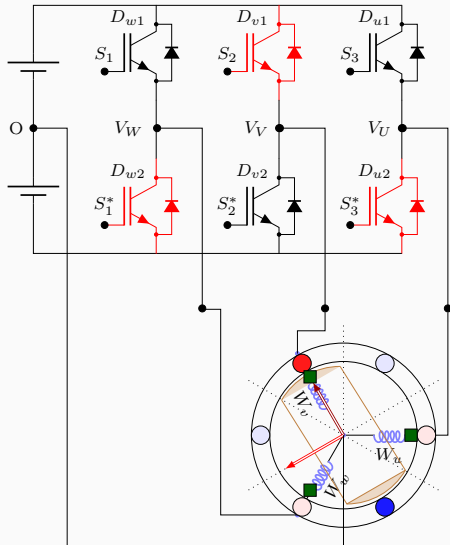 D_{w1} D_{v1} D_{u1}
S_1 S_2 S_3
O V_W V_V V_U
D_{w2} D_{v2} D_{u2}
S_1^* S_2^* S_3^*
W_v
W_u
W_w